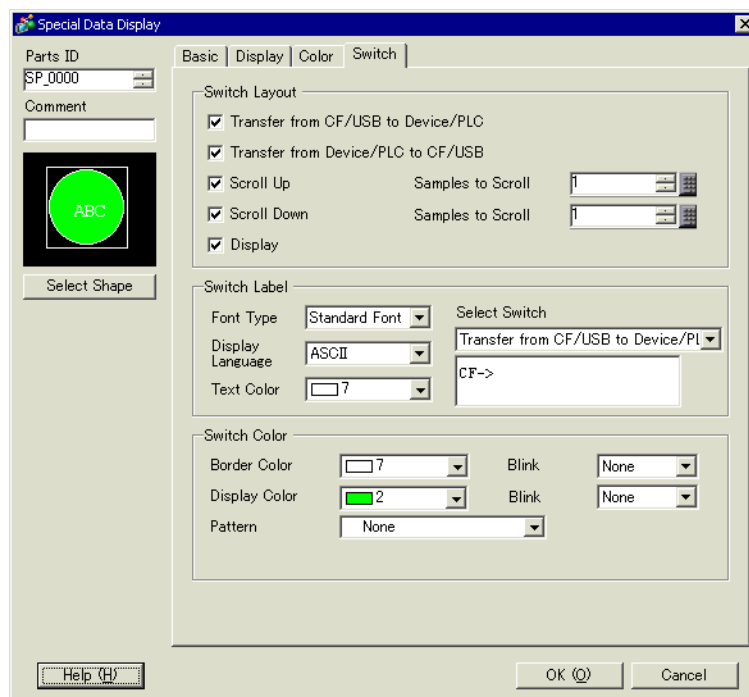 Special Data Display
Parts ID
SP_0000
Comment
ABC
Select Shape
Basic
Display
Color
Switch
Switch Layout
Transfer from CF/USB to Device/PLC
Transfer from Device/PLC to CF/USB
Scroll Up Samples to Scroll 1
Scroll Down Samples to Scroll 1
Display
Switch Label
Font Type Standard Font
Display Language ASCII
Text Color 7
Select Switch
Transfer from CF/USB to Device/PL
CF->
Switch Color
Border Color 7 Blink None
Display Color 2 Blink None
Pattern None
Help (H)
OK (O)
Cancel